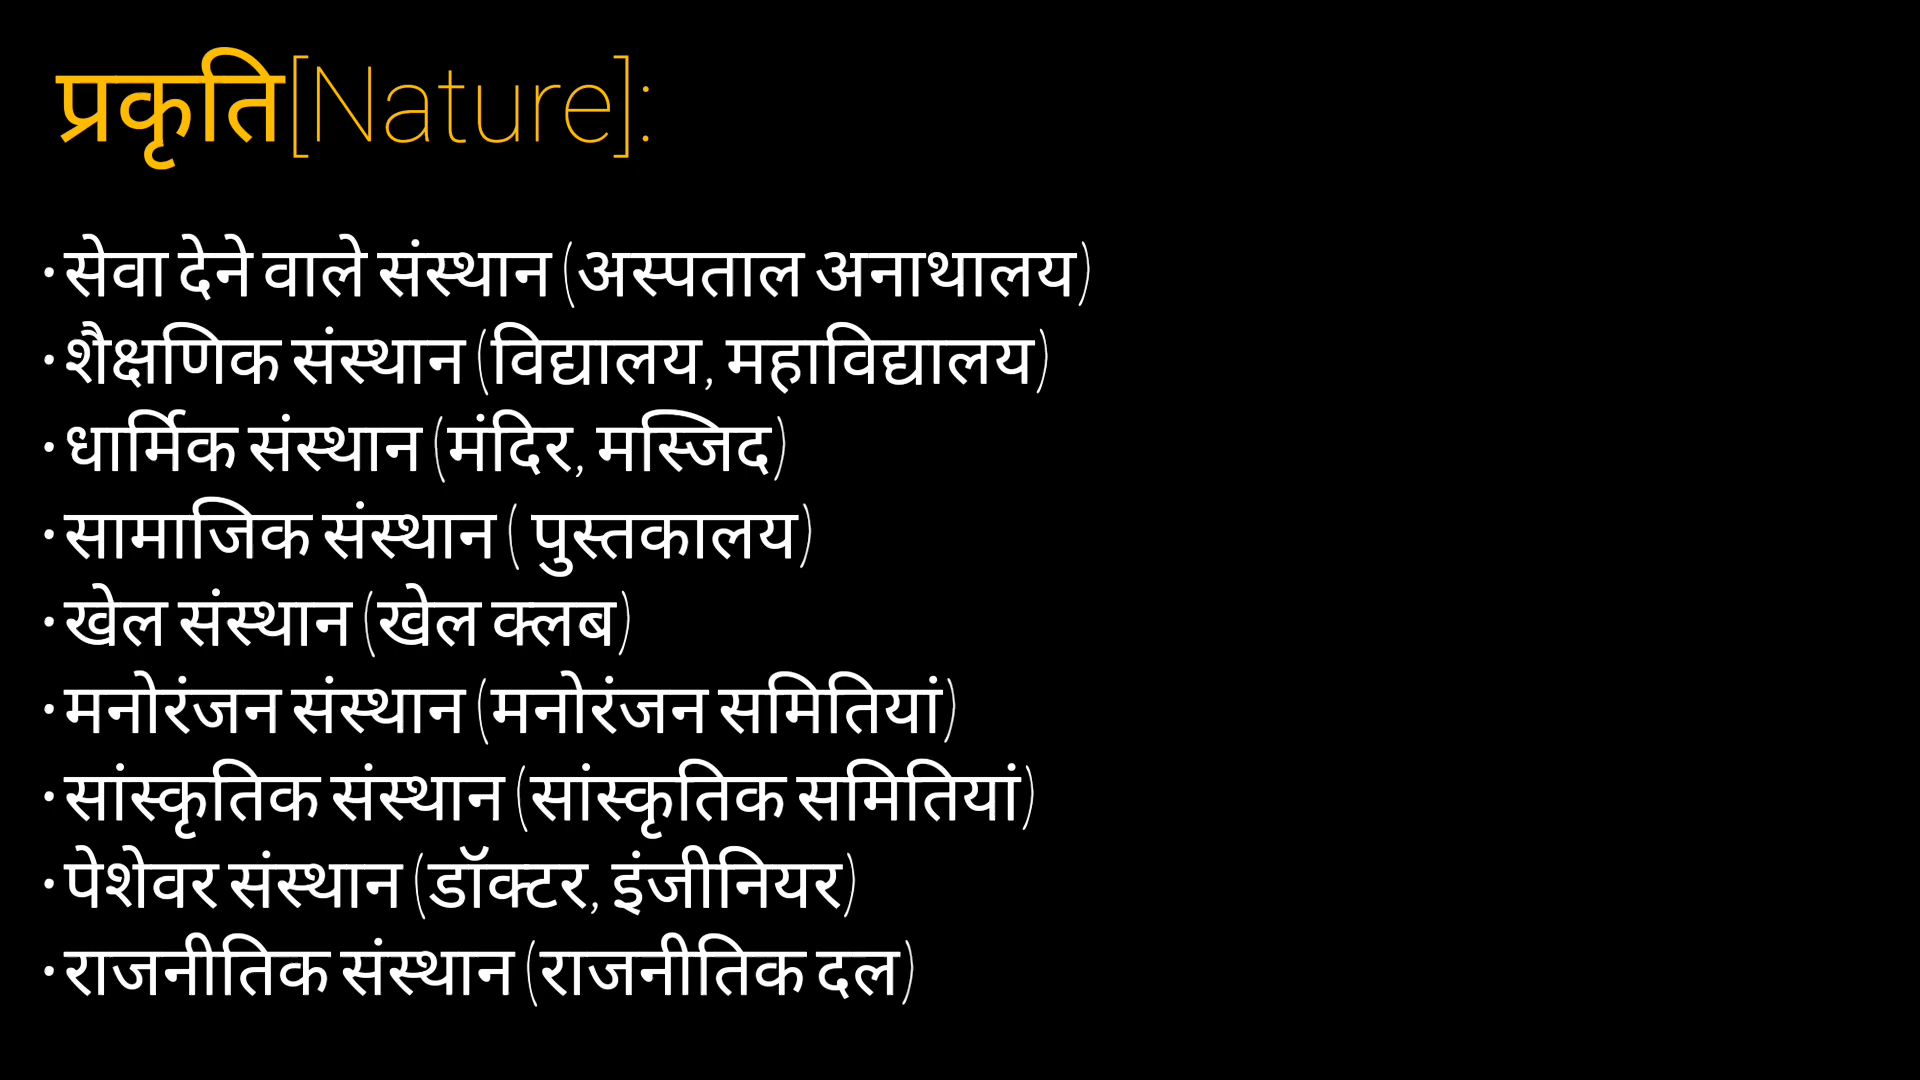 प्रकृति[Nature]:
•सेवा देने वाले संस्थान (अस्पताल अनाथालय)
•शैक्षणिक संस्थान (विद्यालय, महाविद्यालय)
•धार्मिक संस्थान (मंदिर, मस्जिद)
•सामाजिक संस्थान ( पुस्तकालय)
•खेल संस्थान (खेल क्लब)
•मनोरंजन संस्थान (मनोरंजन समितियां)
•सांस्कृतिक संस्थान (सांस्कृतिक समितियां)
•पेशेवर संस्थान (डॉक्टर, इंजीनियर)
•राजनीतिक संस्थान (राजनीतिक दल)